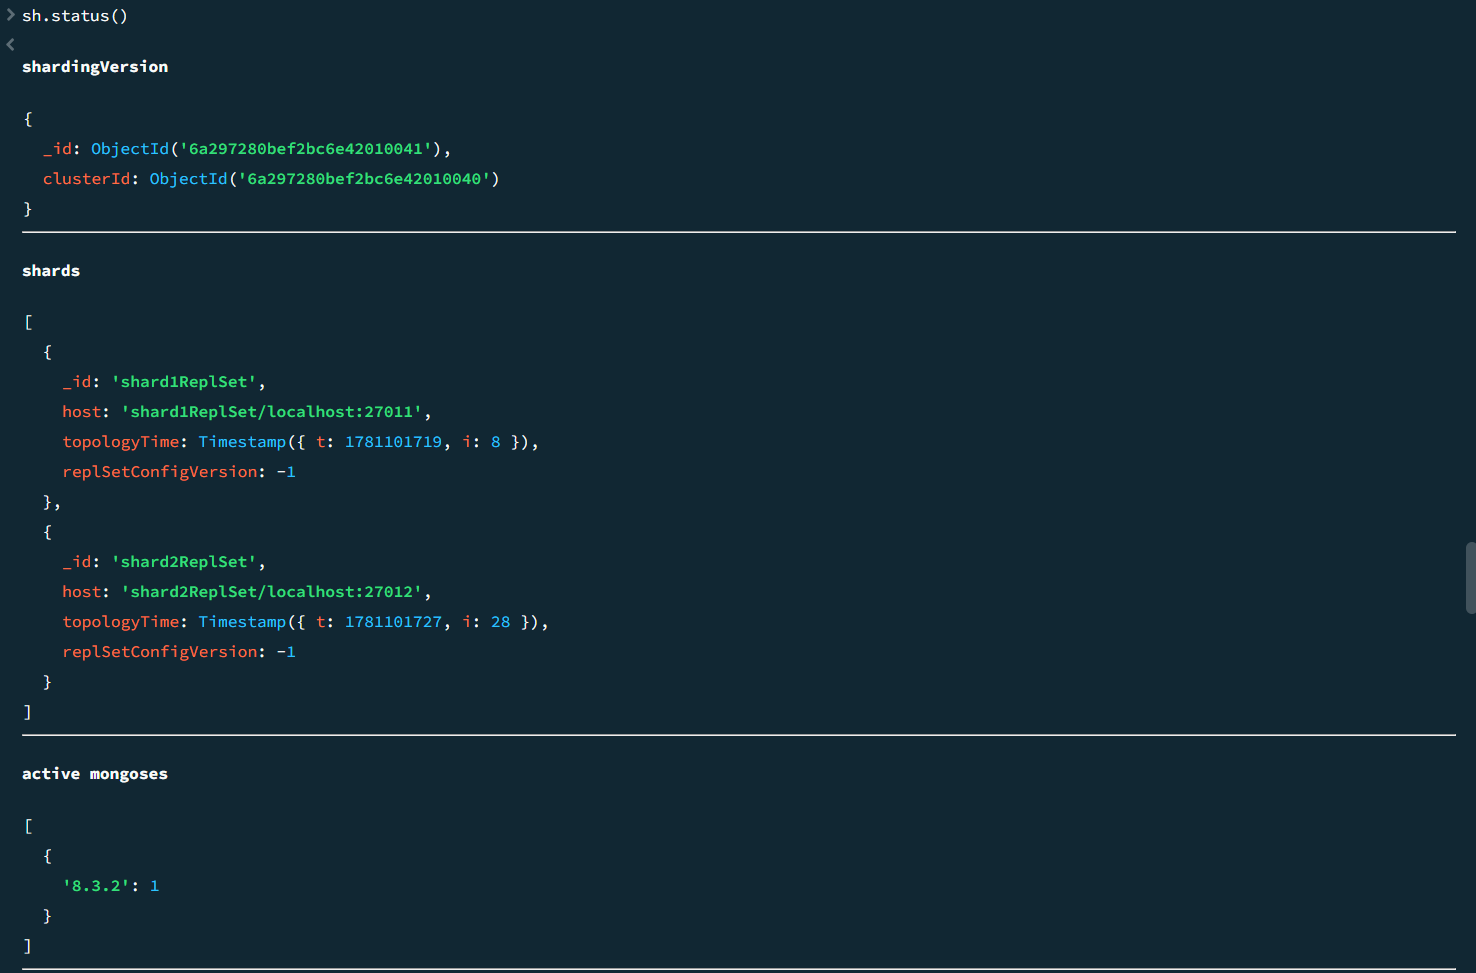 sh.status()
shardingVersion
{
  _id: ObjectId('6a297280bef2bc6e42010041'),
  clusterId: ObjectId('6a297280bef2bc6e42010040')
}
shards
[
  {
    _id: 'shard1ReplSet',
    host: 'shard1ReplSet/localhost:27011',
    topologyTime: Timestamp({ t: 1781101719, i: 8 }),
    replSetConfigVersion: -1
  },
  {
    _id: 'shard2ReplSet',
    host: 'shard2ReplSet/localhost:27012',
    topologyTime: Timestamp({ t: 1781101727, i: 28 }),
    replSetConfigVersion: -1
  }
]
active mongoses
[
  {
    '8.3.2': 1
  }
]